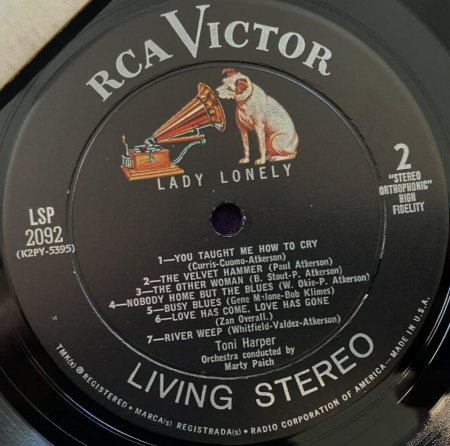 RCA VICTOR
LADY LONELY
LSP
2092
(K2PY-5395)
2
"STEREO
ORTHOPHONIC"
HIGH
FIDELITY
1—YOU TAUGHT ME HOW TO CRY
(Curris-Cuomo-Atkerson)
2—THE VELVET HAMMER (Paul Atkerson)
3—THE OTHER WOMAN (B. Stout-P. Atkerson)
4—NOBODY HOME BUT THE BLUES (W. Okie-P. Atkerson)
5—BUSY BLUES (Gene Bob Klimes)
6—LOVE HAS COME, LOVE HAS GONE
(Zan Overall)
7—RIVER WEEP (Whitfield-Valdez-Atkerson)
Toni Harper
Orchestra conducted by
Marty Paich
LIVING STEREO
TMK(s) ® REGISTERED • MARCA(s) REGISTRADA(s) • RADIO CORPORATION OF AMERICA—MADE IN U.S.A.